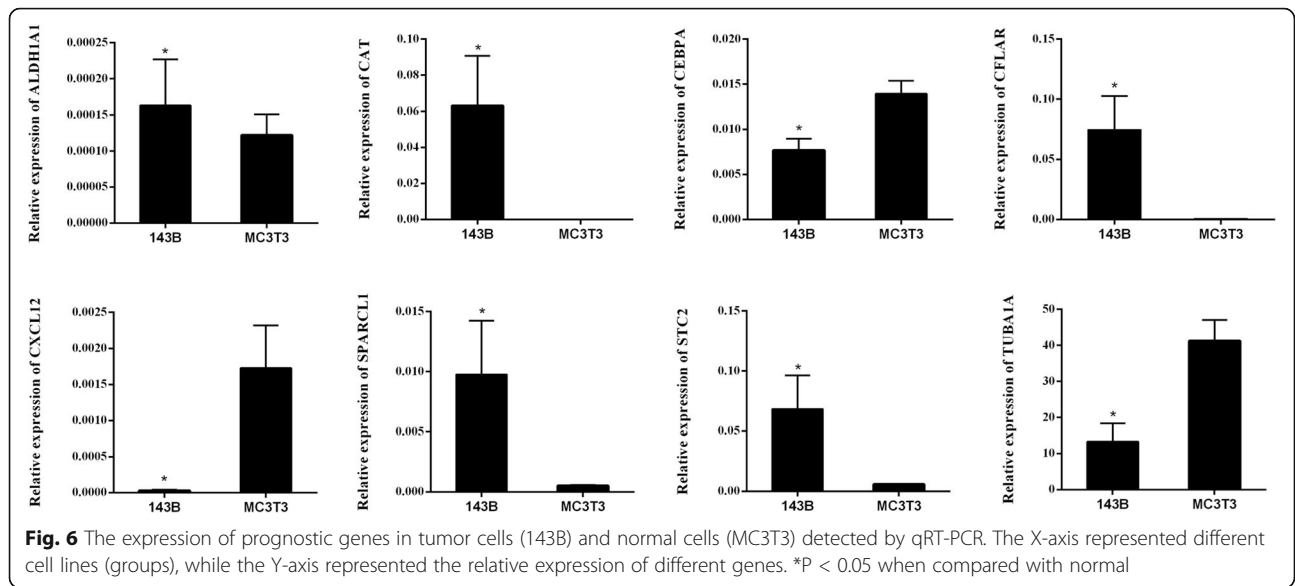 Relative expression of ALDH1A1
0.00025
0.00020
0.00015
0.00010
0.00005
0.00000
*
143B
MC3T3
Relative expression of CAT
0.10
0.08
0.06
0.04
0.02
0.00
*
143B
MC3T3
Relative expression of CEBPA
0.020
0.015
0.010
0.005
0.000
*
143B
MC3T3
Relative expression of CFLAR
0.15
0.10
0.05
0.00
*
143B
MC3T3
Relative expression of CXCL12
0.0025
0.0020
0.0015
0.0010
0.0005
0.0000
*
143B
MC3T3
Relative expression of SPARCL1
0.015
0.010
0.005
0.000
*
143B
MC3T3
Relative expression of STC2
0.15
0.10
0.05
0.00
*
143B
MC3T3
Relative expression of TUBA1A
50
40
30
20
10
0
*
143B
MC3T3
Fig. 6 The expression of prognostic genes in tumor cells (143B) and normal cells (MC3T3) detected by qRT-PCR. The X-axis represented different
cell lines (groups), while the Y-axis represented the relative expression of different genes. *P < 0.05 when compared with normal